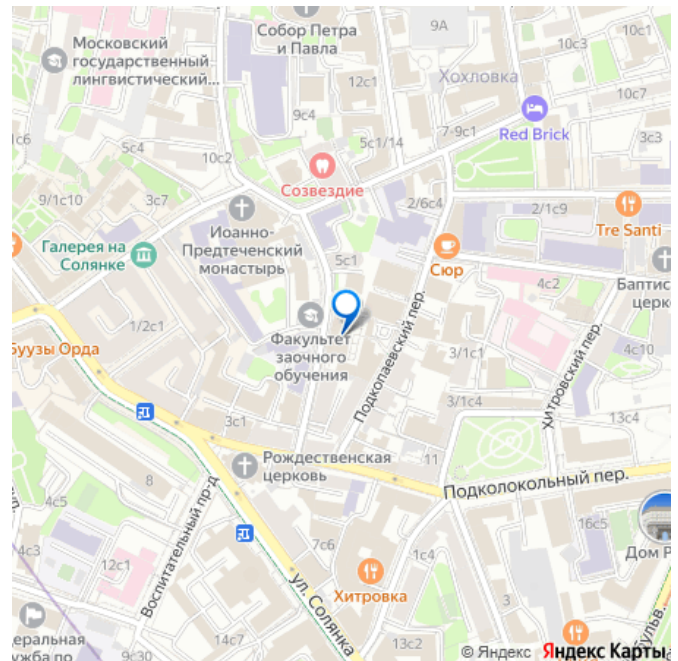 Собор Петра
и Павла
9А
10с3
10с1
Московский
государственный
лингвистический...
12с1
Хохловка
10с7
9с4
7-9с1
Red Brick
5с1/14
3с3
5с4
10с2
Созвездие
9/1с10
3с7
Иоанно-
Предтеченский
монастырь
2/6с4
2/1с9
Tre Santi
Галерея на
Солянке
5с1
Сюр
4с2
1/2с1
Факультет
заочного
обучения
Подкопаевский пер.
3/1с1
Хитровский пер.
4с10
Буузы Орда
3/1с4
13с4
3с1
Рождественская
церковь
11
Подколокольный пер.
8
4с5
Воспитательный пр-д
16с5
4с3
12с1
7с6
1с4
Хитровка
ул. Солянка
3
14с7
13с2
9с30
© Яндекс
Яндекс Карты